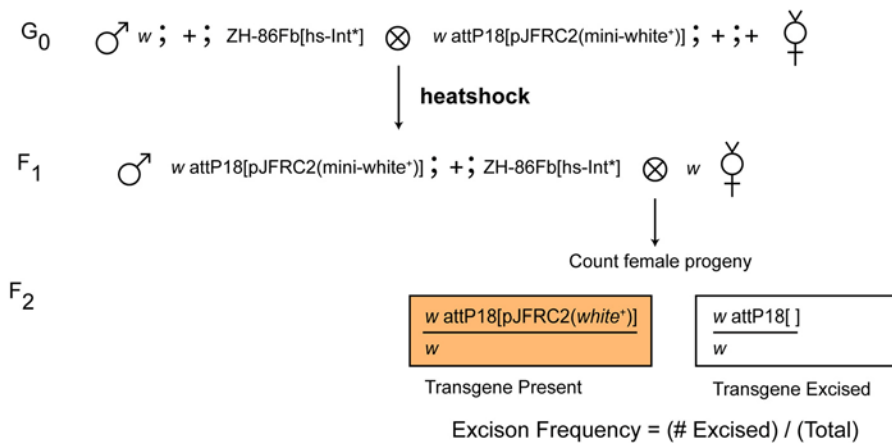 G0 w ; + ; ZH-86Fb[hs-Int*] ⊗ w attP18[pJFRC2(mini-white+)] ; + ; +
heatshock
F1 w attP18[pJFRC2(mini-white+)] ; + ; ZH-86Fb[hs-Int*] ⊗ w
Count female progeny
F2
w attP18[pJFRC2(white+)] w attP18[ ]
w w
Transgene Present Transgene Excised
Excison Frequency = (# Excised) / (Total)